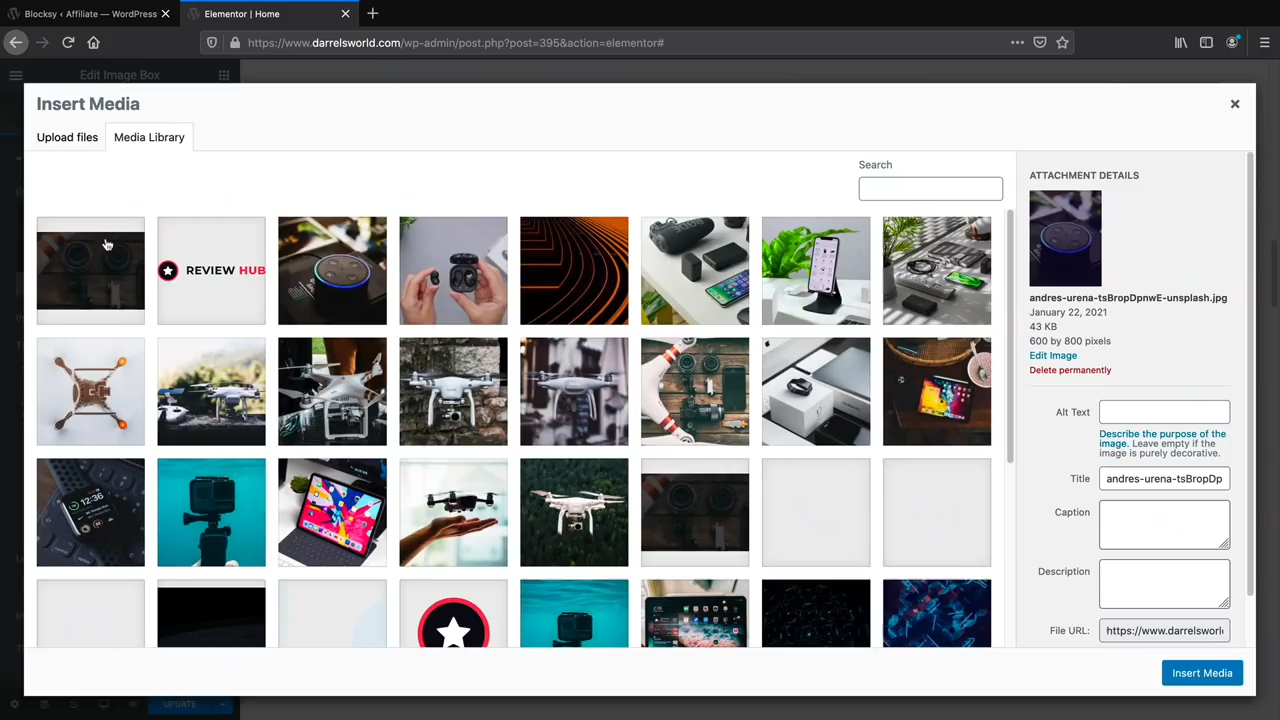 Blocksy ‹ Affiliate — WordPress
Elementor | Home
https://www.darrelsworld.com/wp-admin/post.php?post=395&action=elementor#
Edit Image Box
Insert Media
Upload files
Media Library
Search
REVIEW HUB
12:36
ATTACHMENT DETAILS
andres-urena-tsBropDpnwE-unsplash.jpg
January 22, 2021
43 KB
600 by 800 pixels
Edit Image
Delete permanently
Alt Text
Describe the purpose of the
image. Leave empty if the
image is purely decorative.
Title
andres-urena-tsBropDp
Caption
Description
File URL:
https://www.darrelsworl
Insert Media
UPDATE